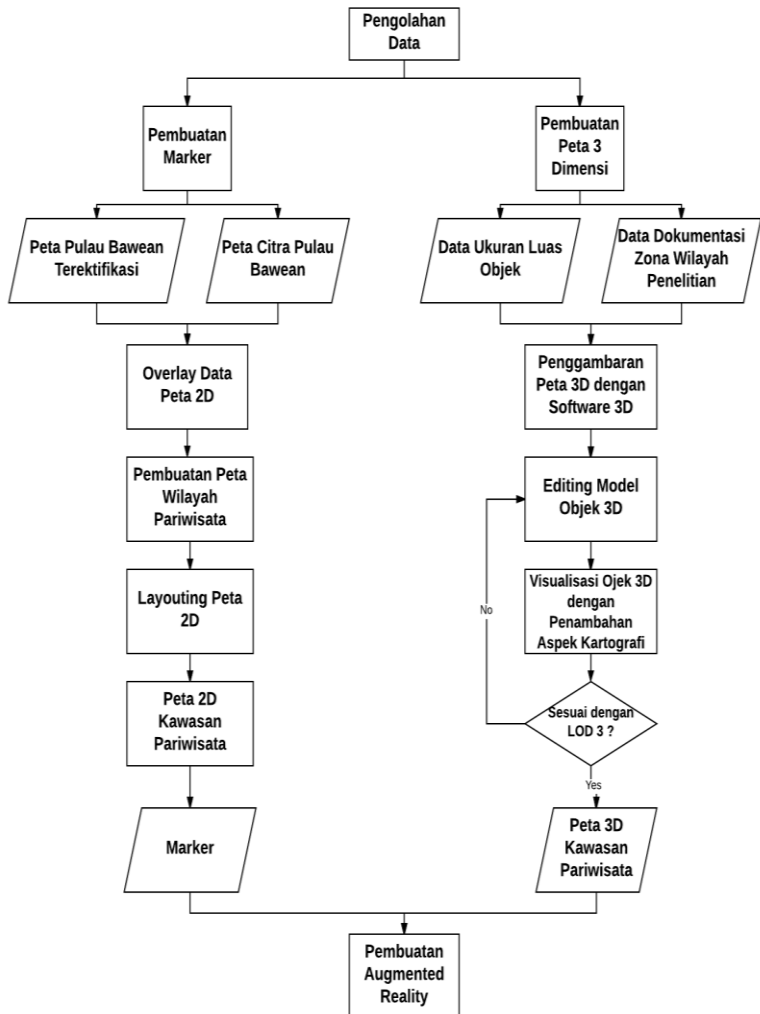 Pengolahan
Data
Pembuatan
Marker
Pembuatan
Peta 3
Dimensi
Peta Pulau Bawean
Terektifikasi
Peta Citra Pulau
Bawean
Data Ukuran Luas
Objek
Data Dokumentasi
Zona Wilayah
Penelitian
Overlay Data
Peta 2D
Penggambaran
Peta 3D dengan
Software 3D
Pembuatan Peta
Wilayah
Pariwisata
Editing Model
Objek 3D
Layouting Peta
2D
Visualisasi Ojek 3D
dengan
Penambahan
Aspek Kartografi
No
Peta 2D
Kawasan
Pariwisata
Sesuai dengan
LOD 3 ?
Yes
Marker
Peta 3D
Kawasan
Pariwisata
Pembuatan
Augmented
Reality